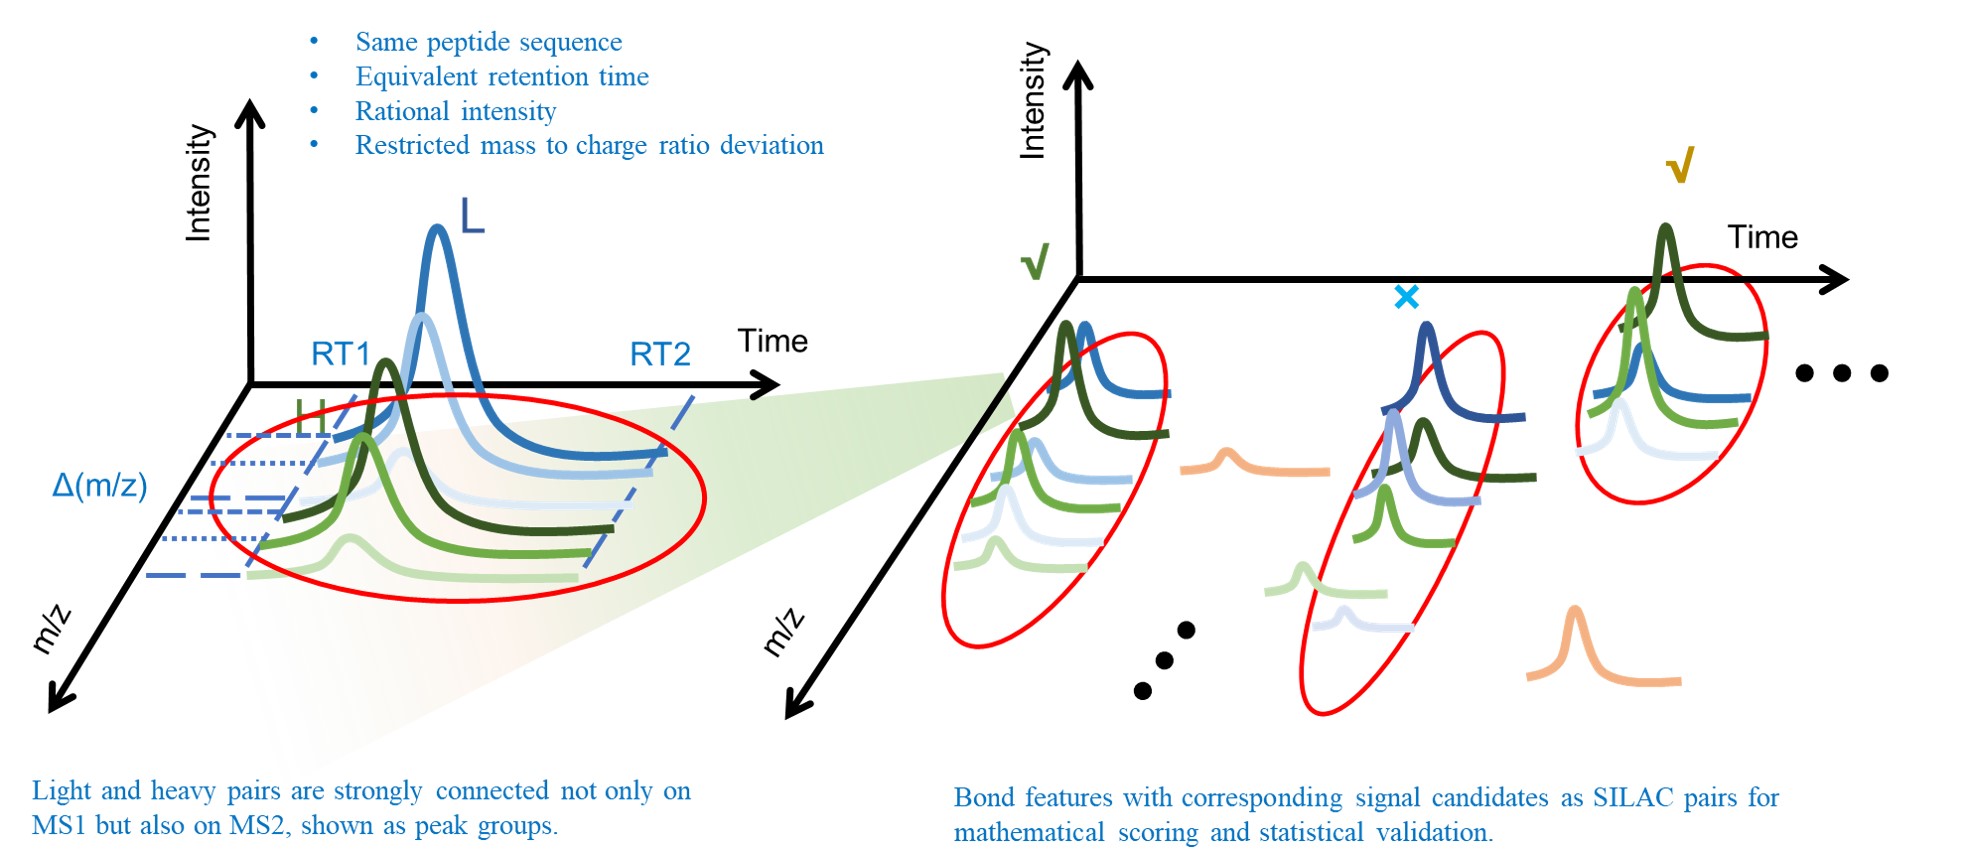 • Same peptide sequence
• Equivalent retention time
• Rational intensity
• Restricted mass to charge ratio deviation
Intensity
L
RT1
RT2
Time
H
Δ(m/z)
m/z
Light and heavy pairs are strongly connected not only on
MS1 but also on MS2, shown as peak groups.
Intensity
√
√
Time
×
m/z
Bond features with corresponding signal candidates as SILAC pairs for
mathematical scoring and statistical validation.